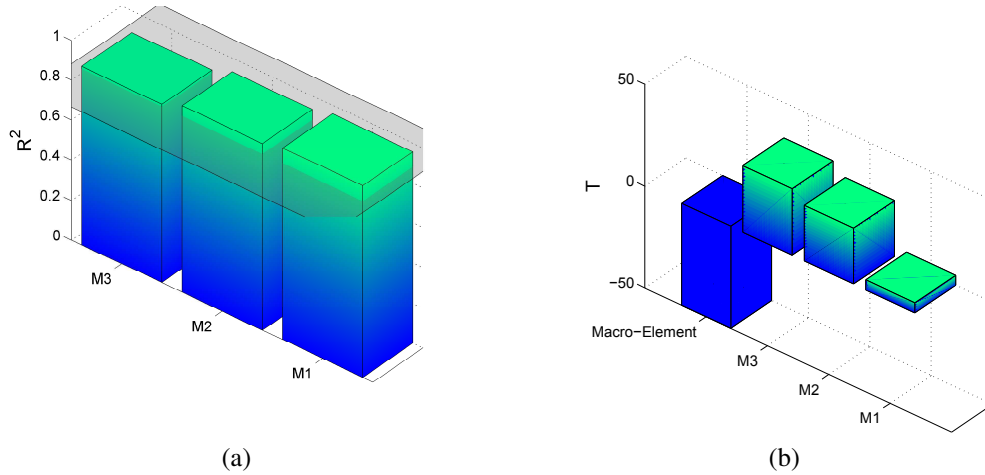 1
0.8
0.6
0.4
0.2
0
R2
M3
M2
M1
(a)
50
0
−50
T
Macro−Element
M3
M2
M1
(b)